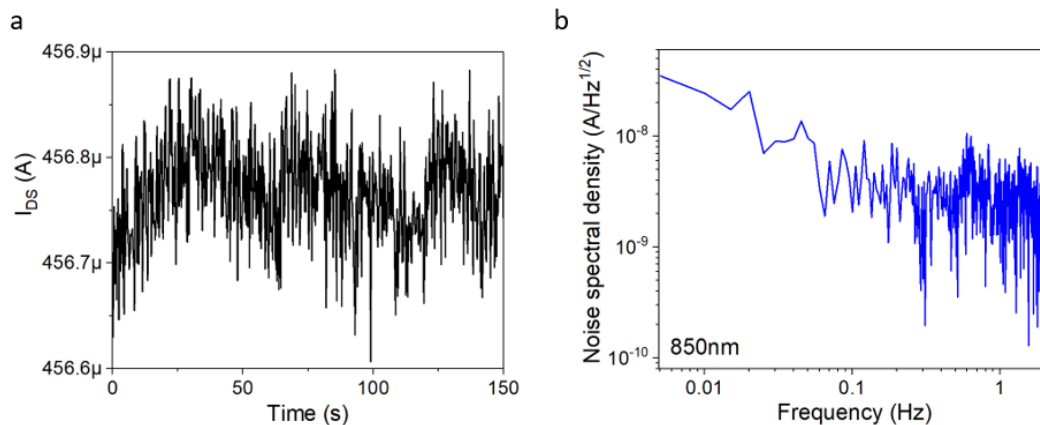 a
456.9μ
456.8μ
456.7μ
456.6μ
I_DS (A)
0 50 100 150
Time (s)
b
10^-8
10^-9
10^-10
Noise spectral density (A/Hz^1/2)
850nm
0.01 0.1 1
Frequency (Hz)